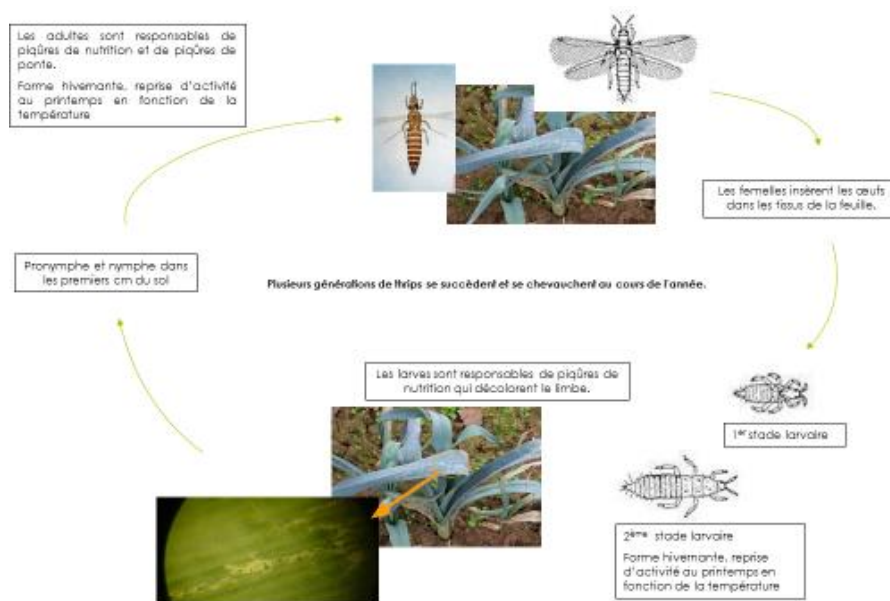 Les adultes sont responsables de
piqûres de nutrition et de piqûres de
ponte.
Forme hivernante, reprise d'activité
au printemps en fonction de la
température
Les femelles insèrent les œufs
dans les tissus de la feuille.
Pronymphe et nymphe dans
les premiers cm du sol
Plusieurs générations de thrips se succèdent et se chevauchent au cours de l'année.
Les larves sont responsables de piqûres de
nutrition qui décolorent le limbe.
1er stade larvaire
2ème stade larvaire
Forme hivernante, reprise
d'activité au printemps en
fonction de la température